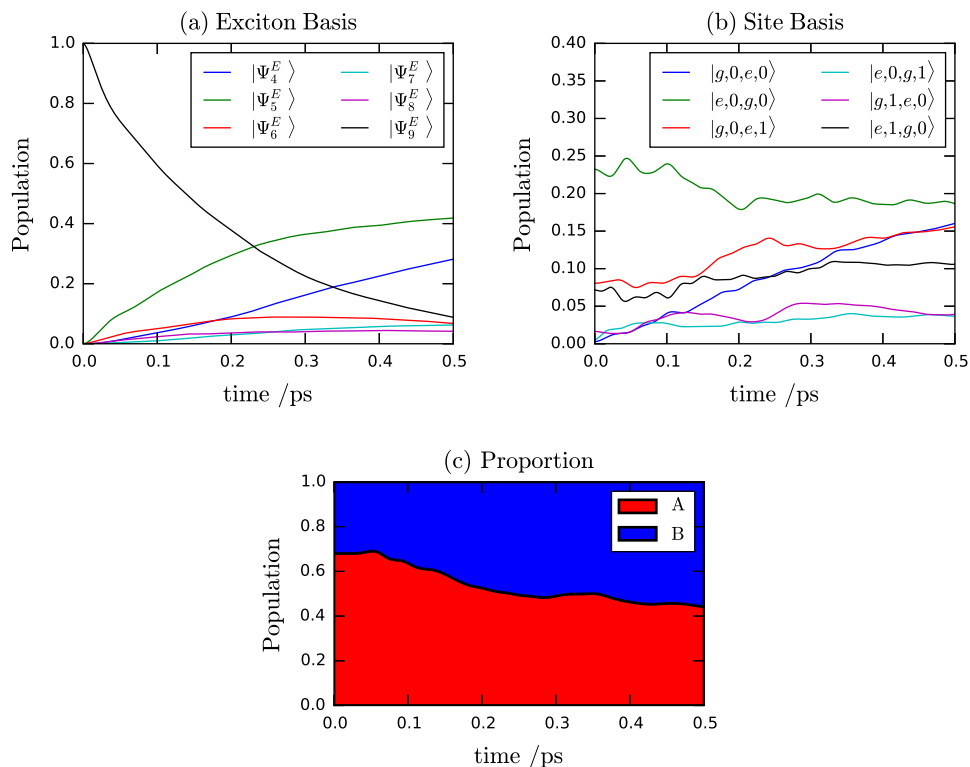 (a) Exciton Basis
Population
1.0
0.8
0.6
0.4
0.2
0.0
|Ψ₄ᴱ ⟩
|Ψ₅ᴱ ⟩
|Ψ₆ᴱ ⟩
|Ψ₇ᴱ ⟩
|Ψ₈ᴱ ⟩
|Ψ₉ᴱ ⟩
0.0 0.1 0.2 0.3 0.4 0.5
time /ps
(b) Site Basis
Population
0.40
0.35
0.30
0.25
0.20
0.15
0.10
0.05
0.00
|g,0,e,0⟩
|e,0,g,0⟩
|g,0,e,1⟩
|e,0,g,1⟩
|g,1,e,0⟩
|e,1,g,0⟩
0.0 0.1 0.2 0.3 0.4 0.5
time /ps
(c) Proportion
Population
1.0
0.8
0.6
0.4
0.2
0.0
A
B
0.0 0.1 0.2 0.3 0.4 0.5
time /ps